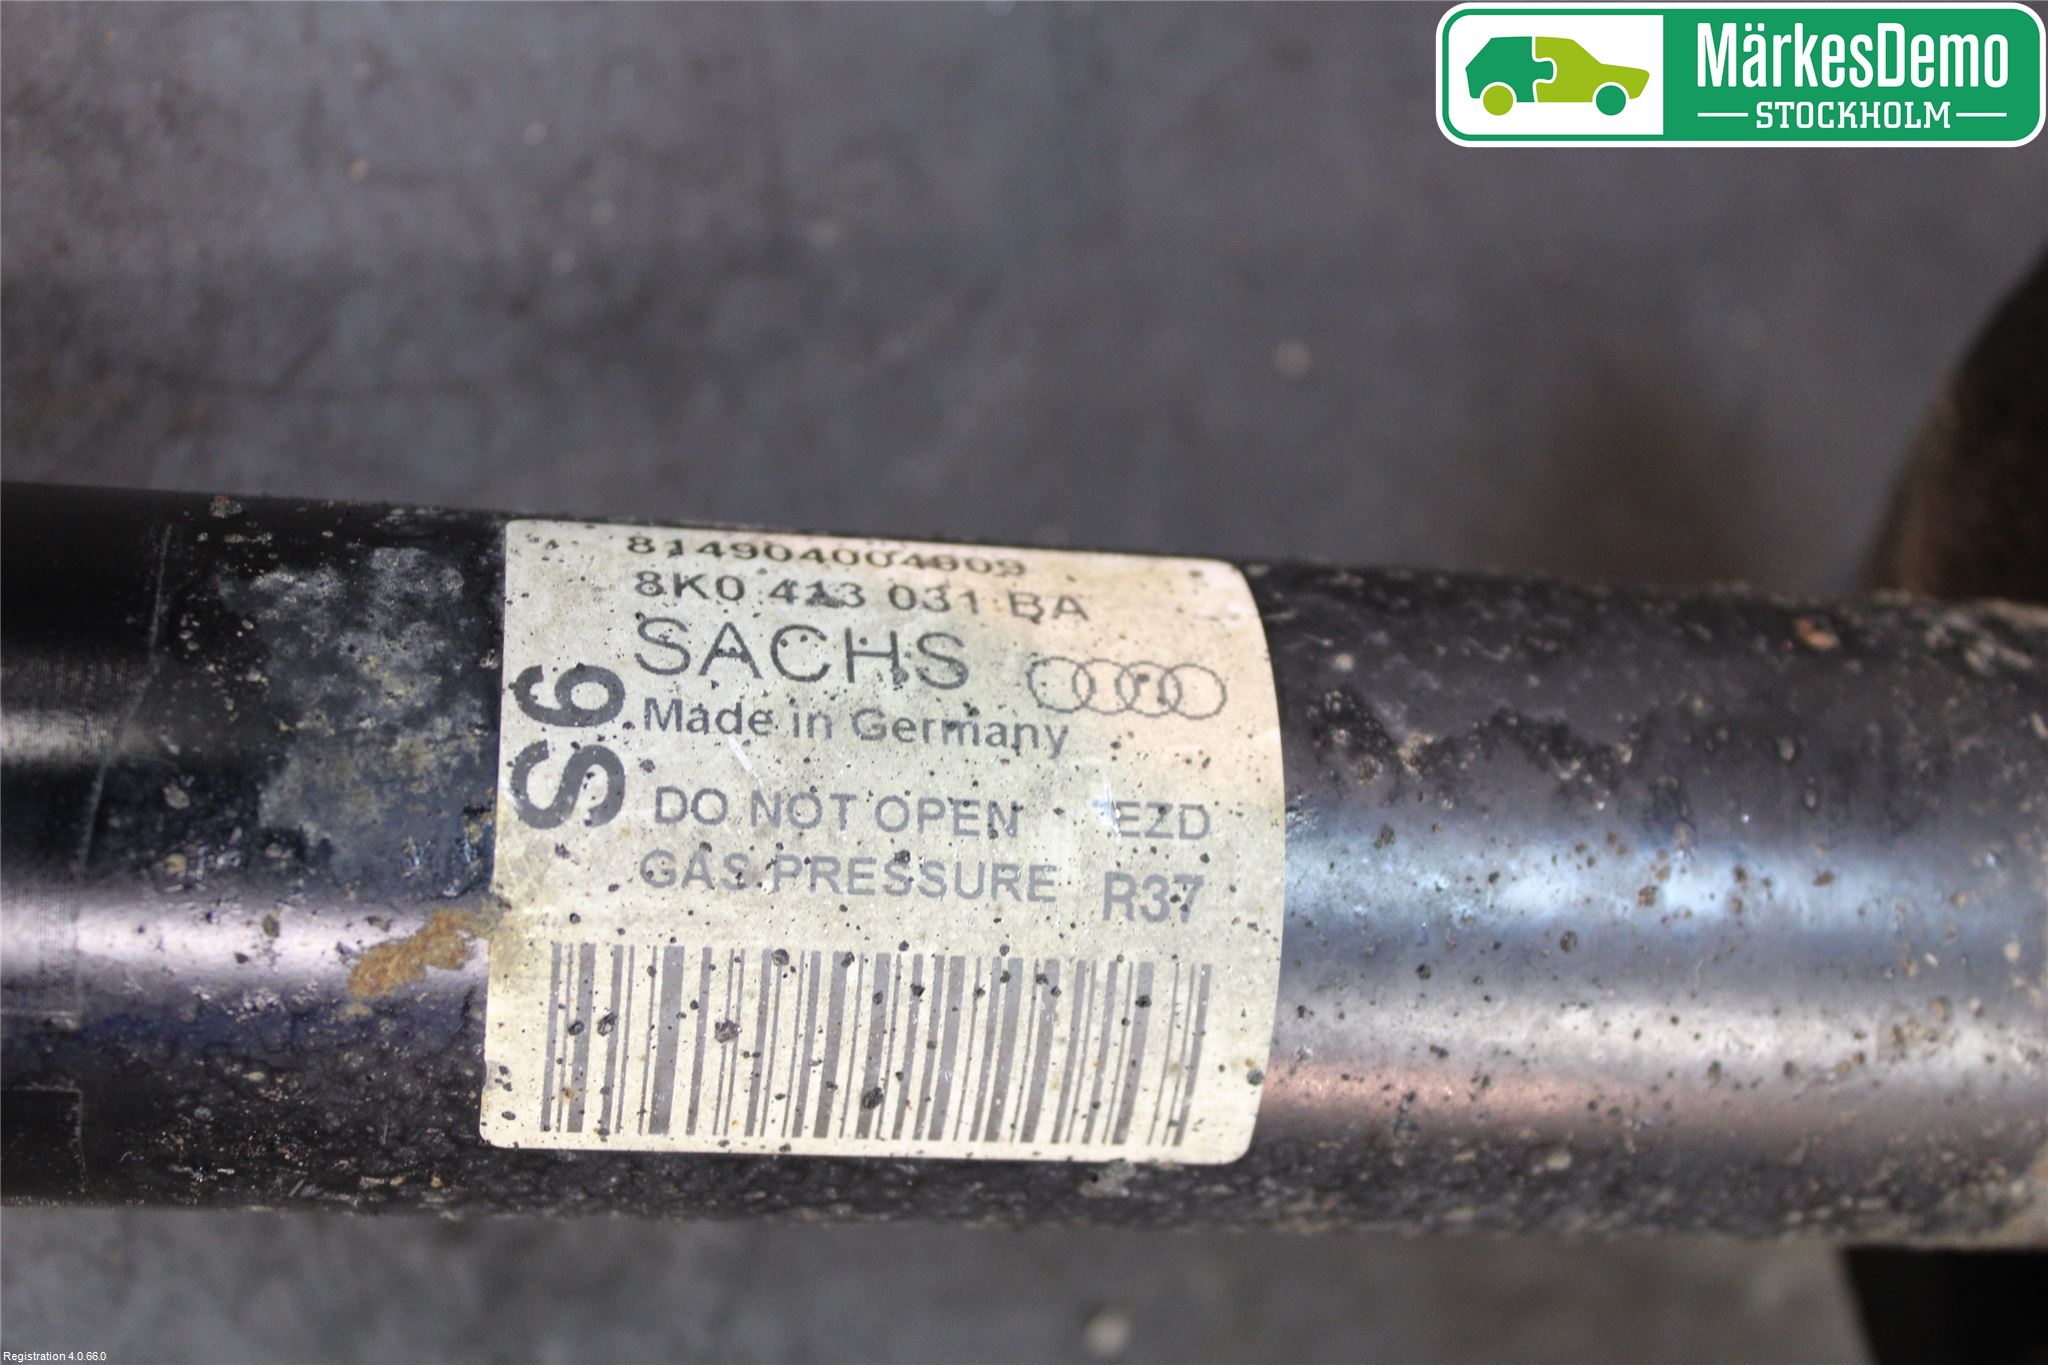 MärkesDemo
STOCKHOLM
814904004809
8K0 413 031 BA
SACHS
Made in Germany
S6
DO NOT OPEN EZD
GAS PRESSURE R37
Registration 4.0.66.0